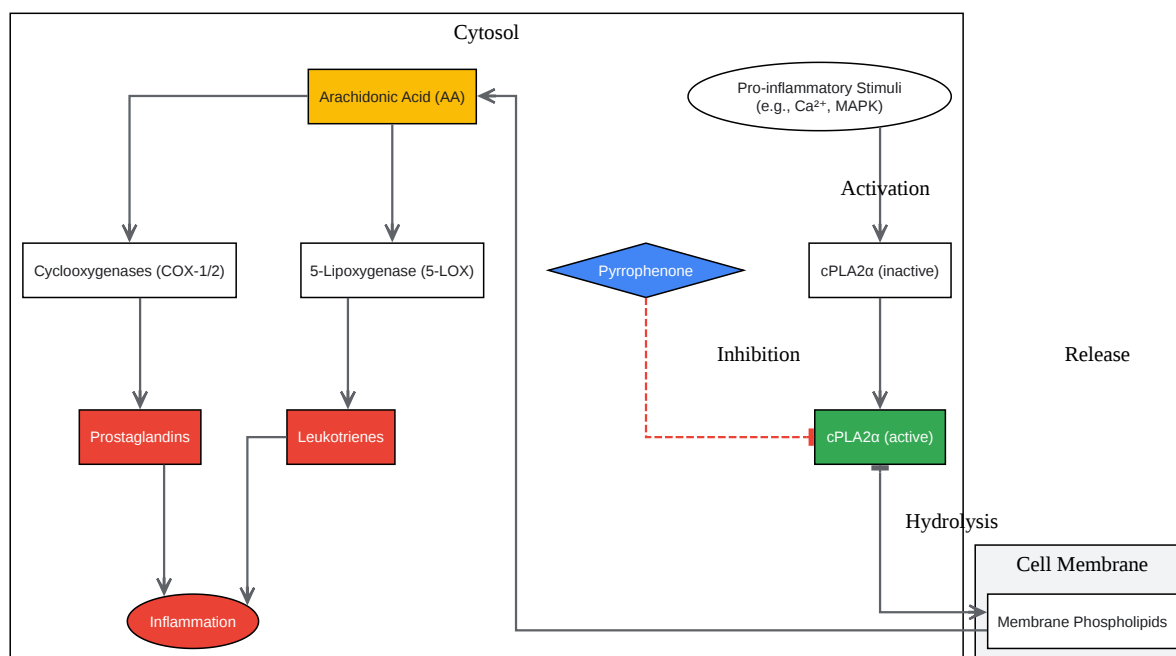 Cytosol
Arachidonic Acid (AA)
Pro-inflammatory Stimuli
(e.g., Ca²⁺, MAPK)
Activation
Cyclooxygenases (COX-1/2)
5-Lipoxygenase (5-LOX)
Pyrrophenone
cPLA2α (inactive)
Inhibition
Release
Prostaglandins
Leukotrienes
cPLA2α (active)
Hydrolysis
Cell Membrane
Inflammation
Membrane Phospholipids